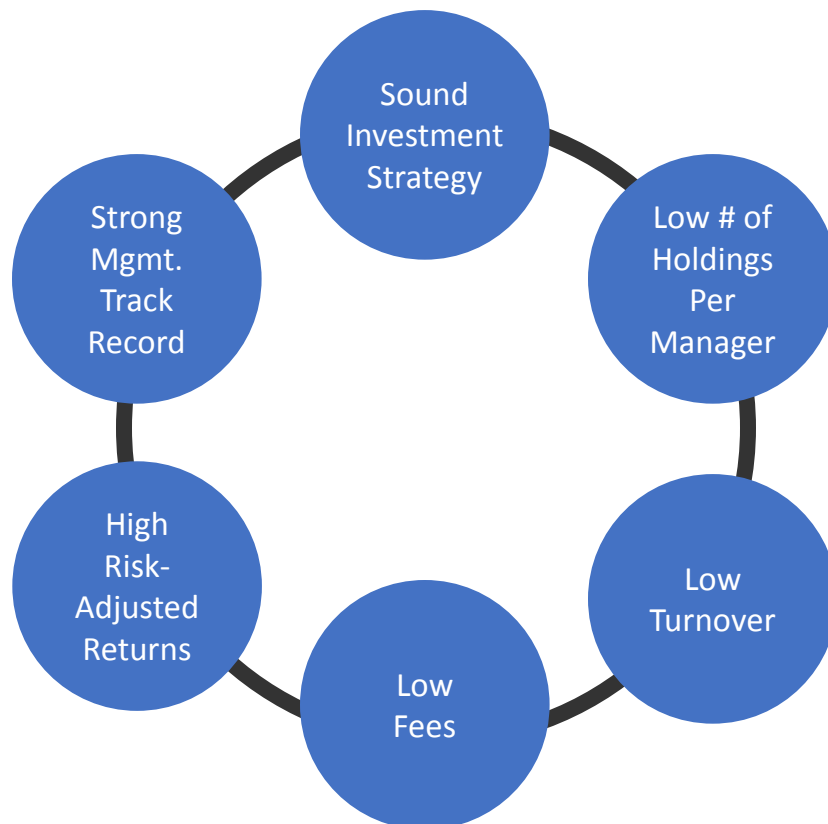 Sound
Investment
Strategy
Low # of
Holdings
Per
Manager
Low
Turnover
Low
Fees
High
Risk-
Adjusted
Returns
Strong
Mgmt.
Track
Record